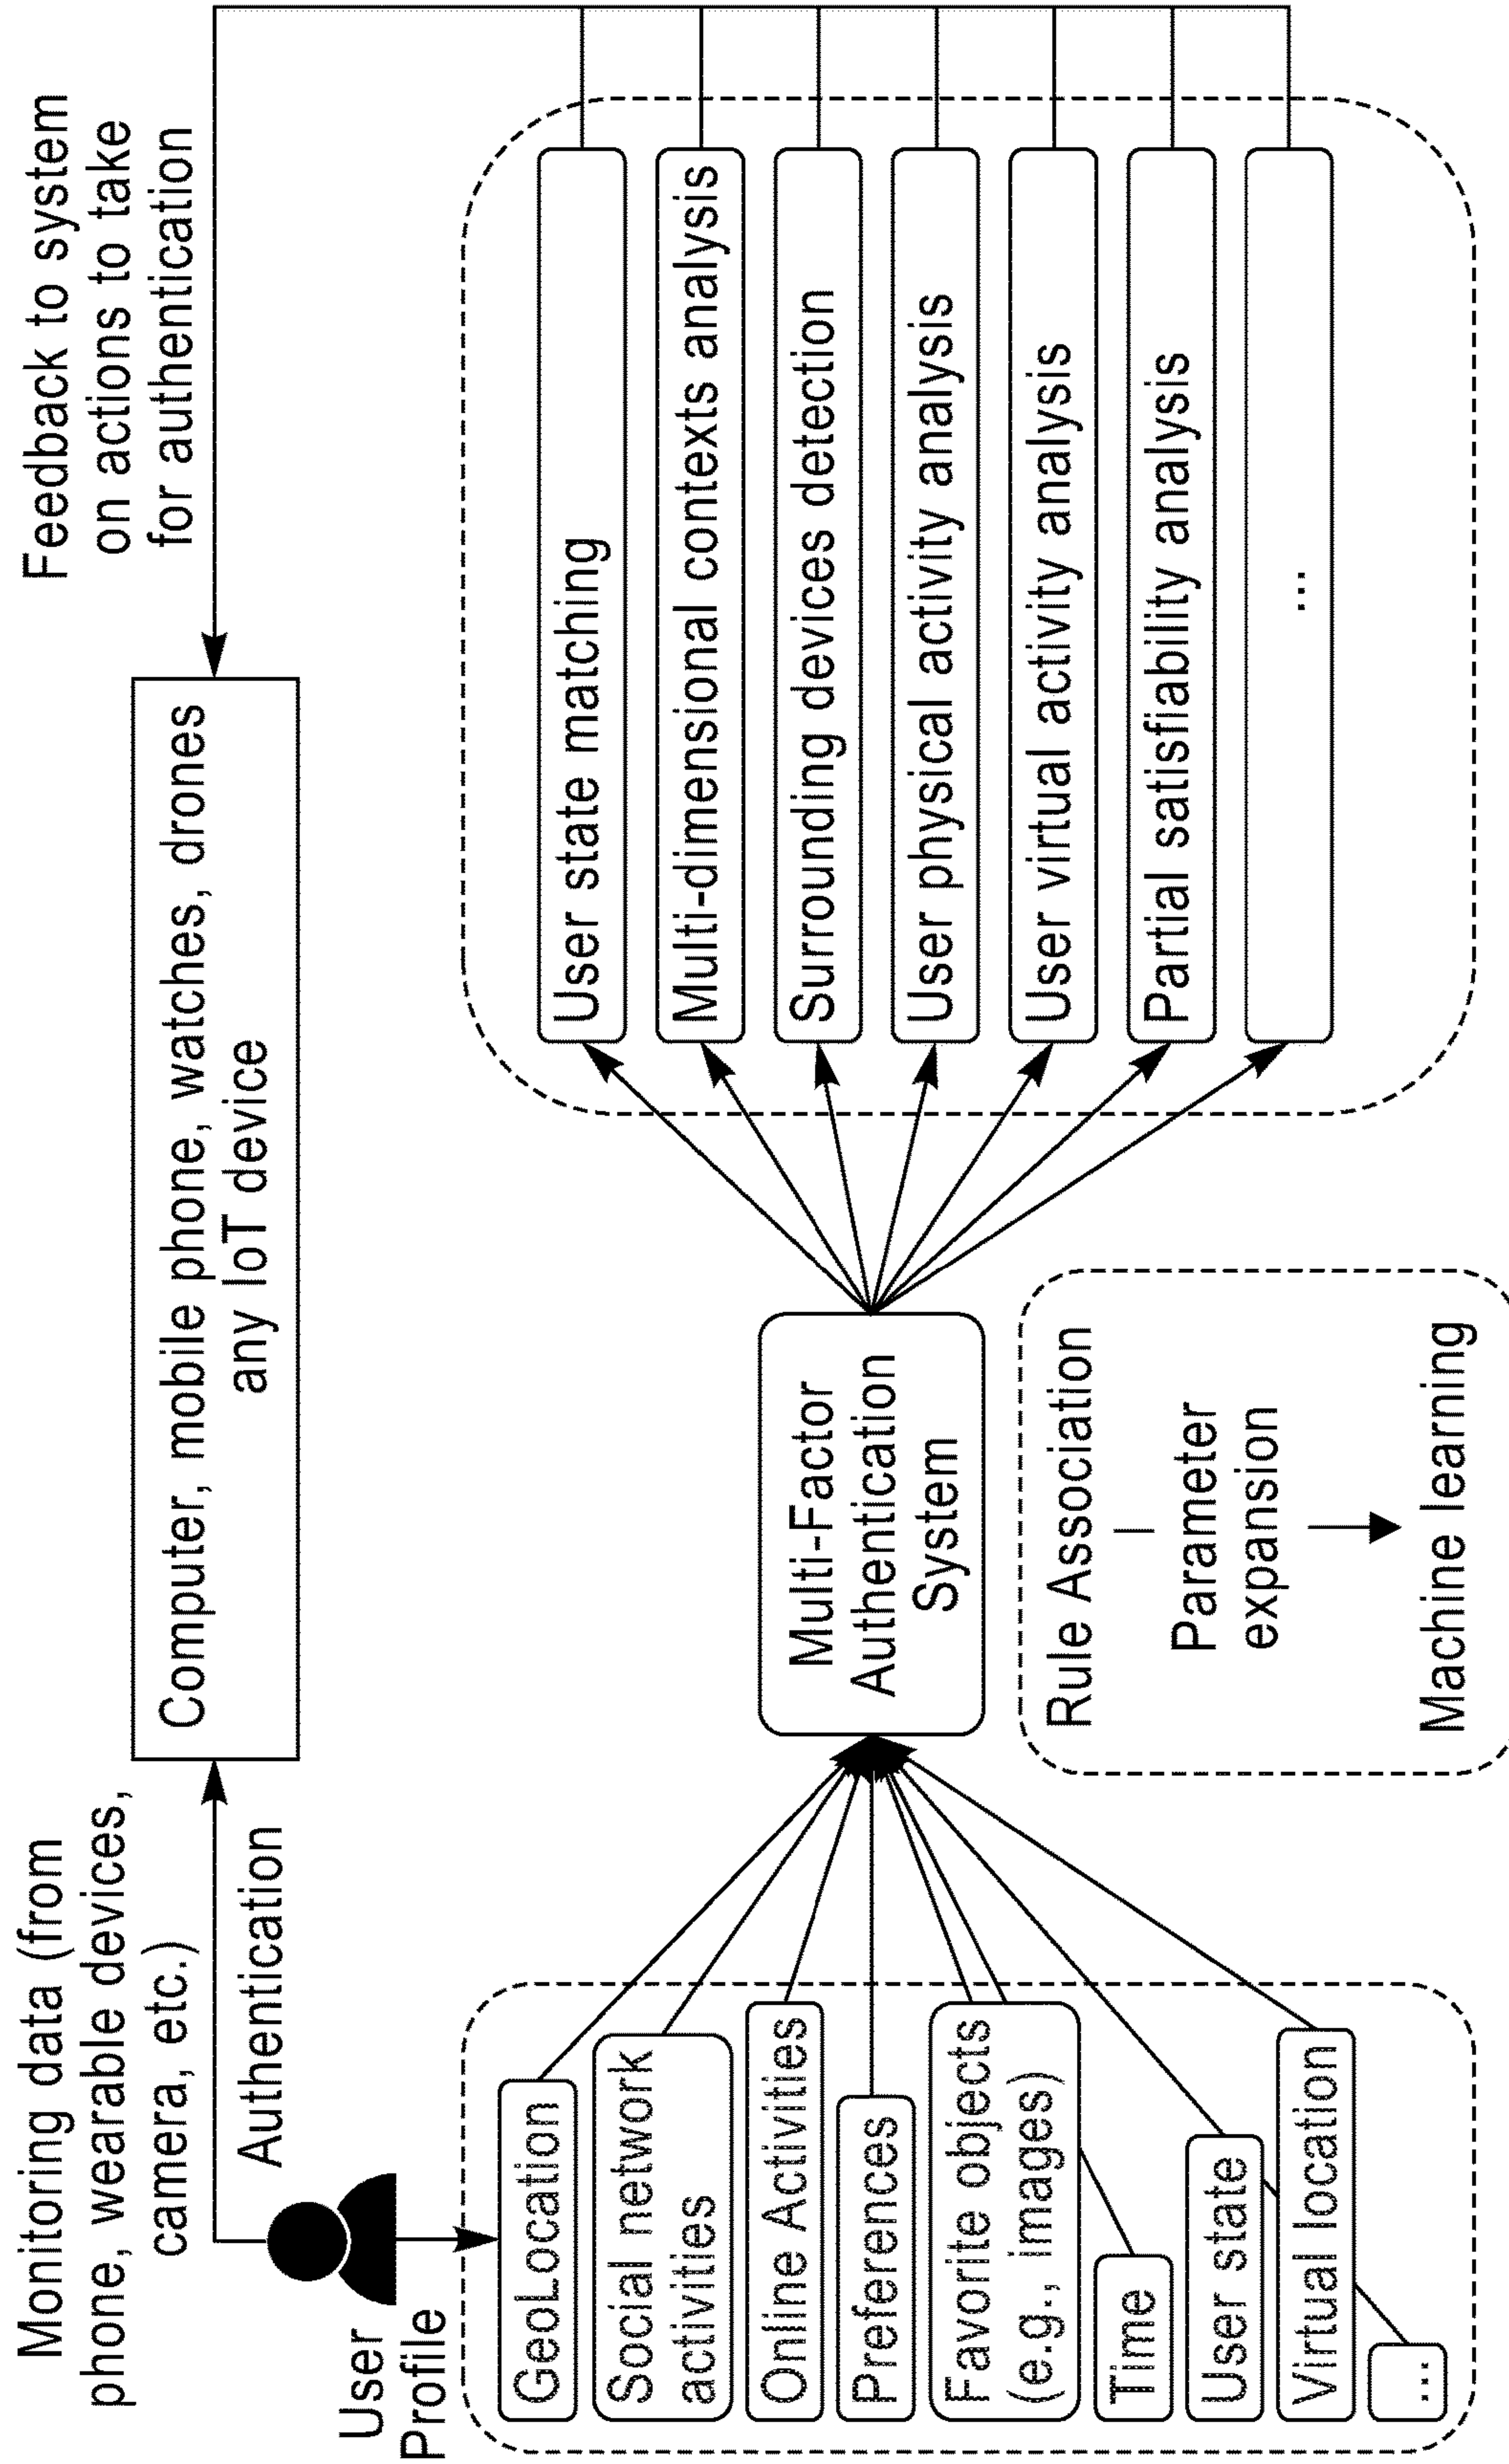 Monitoring data (from
phone, wearable devices,
camera, etc.)
Authentication
Computer, mobile phone, watches, drones
any IoT device
Feedback to system
on actions to take
for authentication
User
Profile
GeoLocation
Social network
activities
Online Activities
Preferences
Favorite objects
(e.g., images)
Time
User state
Virtual location
...
Multi-Factor
Authentication
System
Rule Association
Parameter
expansion
Machine learning
User state matching
Multi-dimensional contexts analysis
Surrounding devices detection
User physical activity analysis
User virtual activity analysis
Partial satisfiability analysis
...